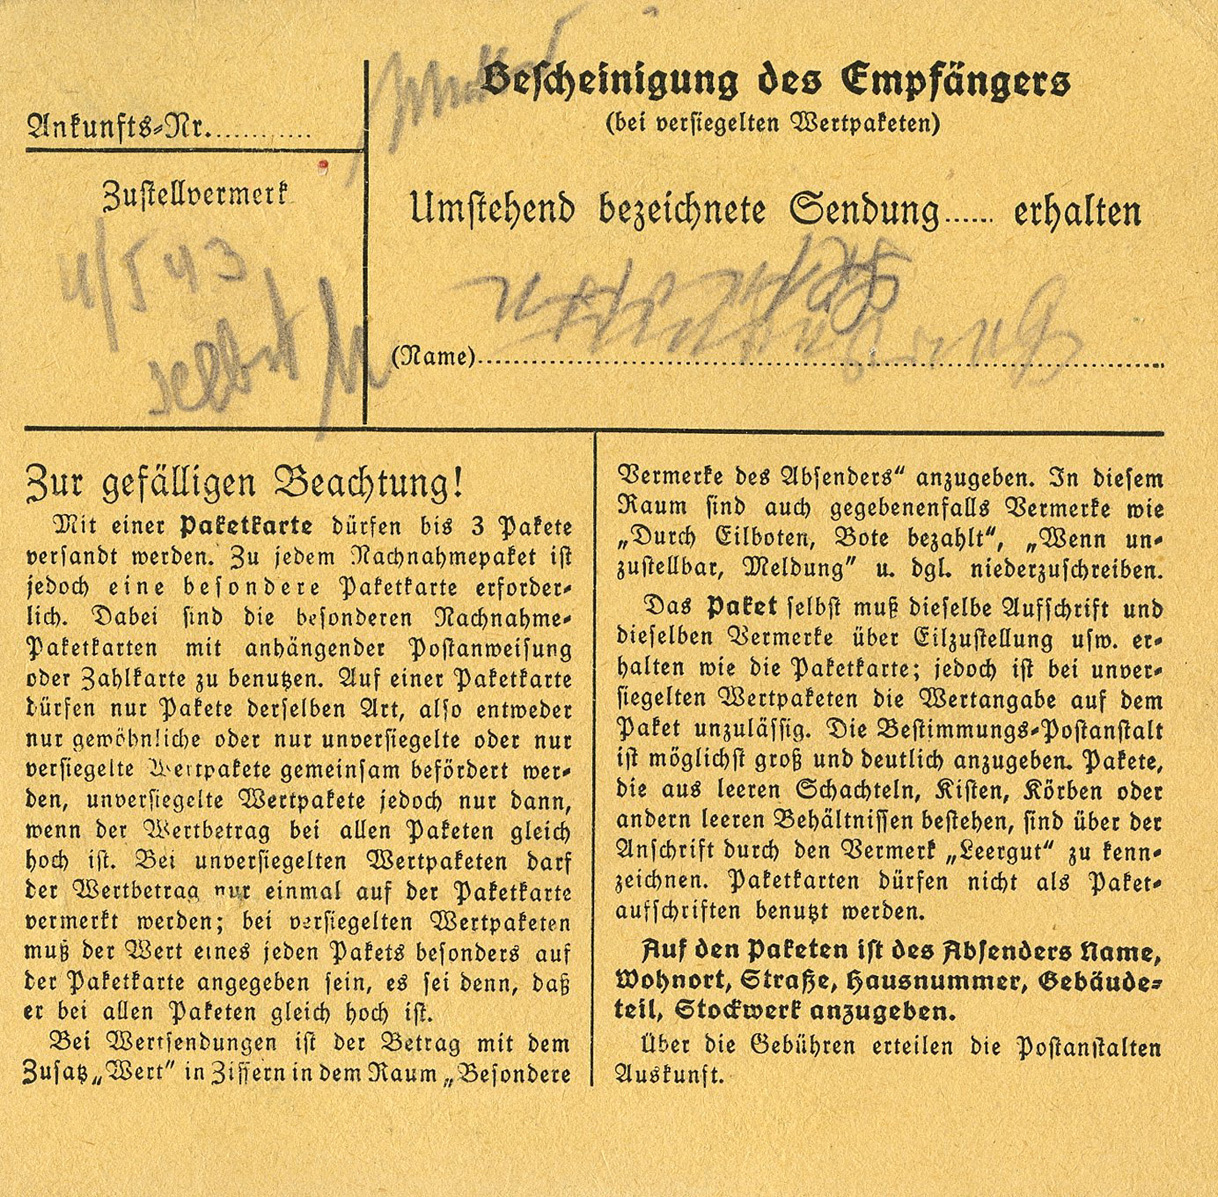 Ankunfts-Nr. ............
Zustellvermerk
4/5 43
selbst
Bescheinigung des Empfängers
(bei versiegelten Wertpaketen)
Umstehend bezeichnete Sendung...... erhalten
(Name)....................
Zur gefälligen Beachtung!
Mit einer Paketkarte dürfen bis 3 Pakete
versandt werden. Zu jedem Nachnahmepaket ist
jedoch eine besondere Paketkarte erforder-
lich. Dabei sind die besonderen Nachnahme-
Paketkarten mit anhängender Postanweisung
oder Zahlkarte zu benutzen. Auf einer Paketkarte
dürfen nur Pakete derselben Art, also entweder
nur gewöhnliche oder nur unversiegelte oder nur
versiegelte Wertpakete gemeinsam befördert wer-
den, unversiegelte Wertpakete jedoch nur dann,
wenn der Wertbetrag bei allen Paketen gleich
hoch ist. Bei unversiegelten Wertpaketen darf
der Wertbetrag nur einmal auf der Paketkarte
vermerkt werden; bei versiegelten Wertpaketen
muß der Wert eines jeden Pakets besonders auf
der Paketkarte angegeben sein, es sei denn, daß
er bei allen Paketen gleich hoch ist.
Bei Wertsendungen ist der Betrag mit dem
Zusatz „Wert" in Ziffern in dem Raum „Besondere
Vermerke des Absenders" anzugeben. In diesem
Raum sind auch gegebenenfalls Vermerke wie
„Durch Eilboten, Bote bezahlt", „Wenn un-
zustellbar, Meldung" u. dgl. niederzuschreiben.
Das Paket selbst muß dieselbe Aufschrift und
dieselben Vermerke über Eilzustellung usw. er-
halten wie die Paketkarte; jedoch ist bei unver-
siegelten Wertpaketen die Wertangabe auf dem
Paket unzulässig. Die Bestimmungs-Postanstalt
ist möglichst groß und deutlich anzugeben. Pakete,
die aus leeren Schachteln, Kisten, Körben oder
andern leeren Behältnissen bestehen, sind über der
Anschrift durch den Vermerk „Leergut" zu kenn-
zeichnen. Paketkarten dürfen nicht als Paket-
aufschriften benutzt werden.
Auf den Paketen ist des Absenders Name,
Wohnort, Straße, Hausnummer, Gebäude-
teil, Stockwerk anzugeben.
Über die Gebühren erteilen die Postanstalten
Auskunft.